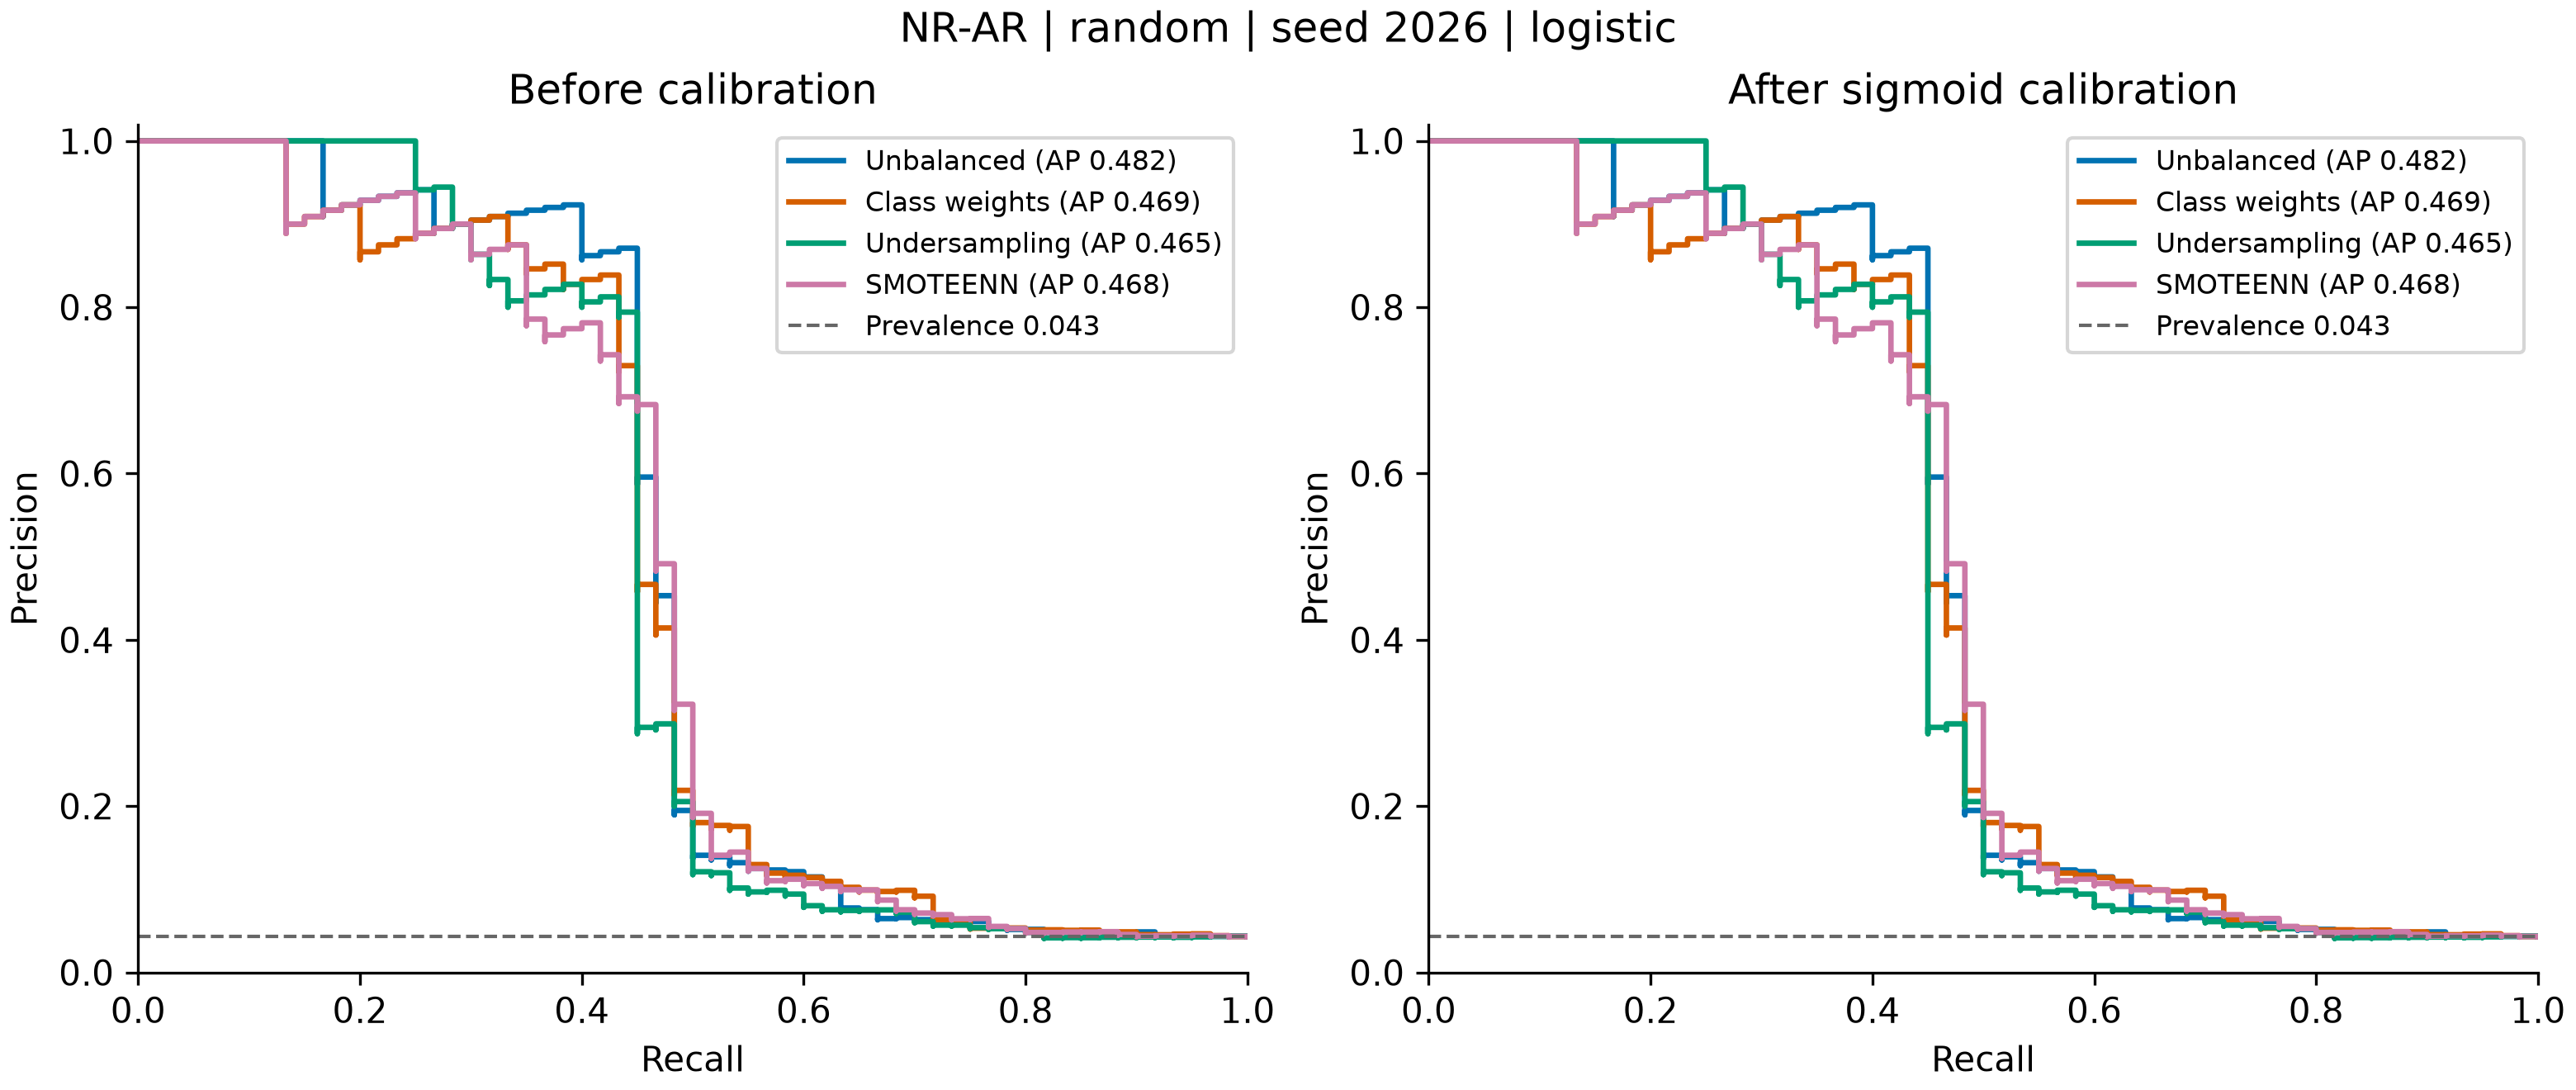 NR-AR | random | seed 2026 | logistic
Before calibration
Precision
1.0
0.8
0.6
0.4
0.2
0.0
0.0 0.2 0.4 0.6 0.8 1.0
Recall
Unbalanced (AP 0.482)
Class weights (AP 0.469)
Undersampling (AP 0.465)
SMOTEENN (AP 0.468)
Prevalence 0.043
After sigmoid calibration
Precision
1.0
0.8
0.6
0.4
0.2
0.0
0.0 0.2 0.4 0.6 0.8 1.0
Recall
Unbalanced (AP 0.482)
Class weights (AP 0.469)
Undersampling (AP 0.465)
SMOTEENN (AP 0.468)
Prevalence 0.043